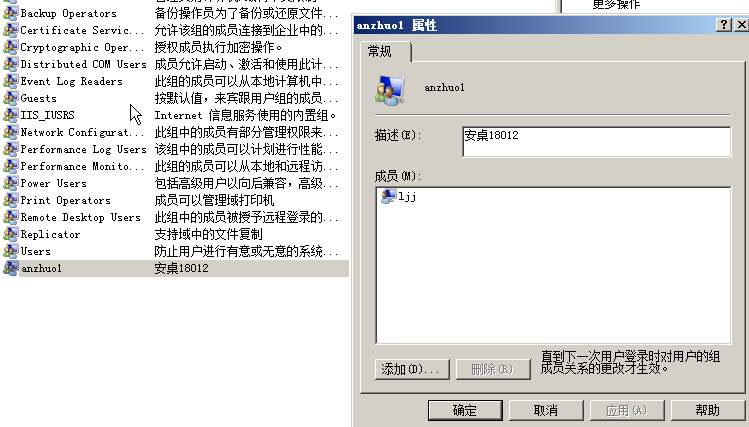 更多操作
Backup Operators 备份操作员为了备份或还原文件...
Certificate Servic... 允许该组的成员连接到企业中的...
Cryptographic Oper... 授权成员执行加密操作。
Distributed COM Users 成员允许启动、激活和使用此计...
Event Log Readers 此组的成员可以从本地计算机中...
Guests 按默认值，来宾跟用户组的成员...
IIS_IUSRS Internet 信息服务使用的内置组。
Network Configurat... 此组中的成员有部分管理权限来...
Performance Log Users 该组中的成员可以计划进行性能...
Performance Monito... 此组的成员可以从本地和远程访...
Power Users 包括高级用户以向后兼容，高级...
Print Operators 成员可以管理域打印机
Remote Desktop Users 此组中的成员被授予远程登录的...
Replicator 支持域中的文件复制
Users 防止用户进行有意或无意的系统...
anzhuo1 安桌18012
anzhuo1 属性
常规
anzhuo1
描述(E): 安桌18012
成员(M):
ljj
添加(D)... 删除(R)
直到下一次用户登录时对用户的组
成员关系的更改才生效。
确定 取消 应用(A) 帮助